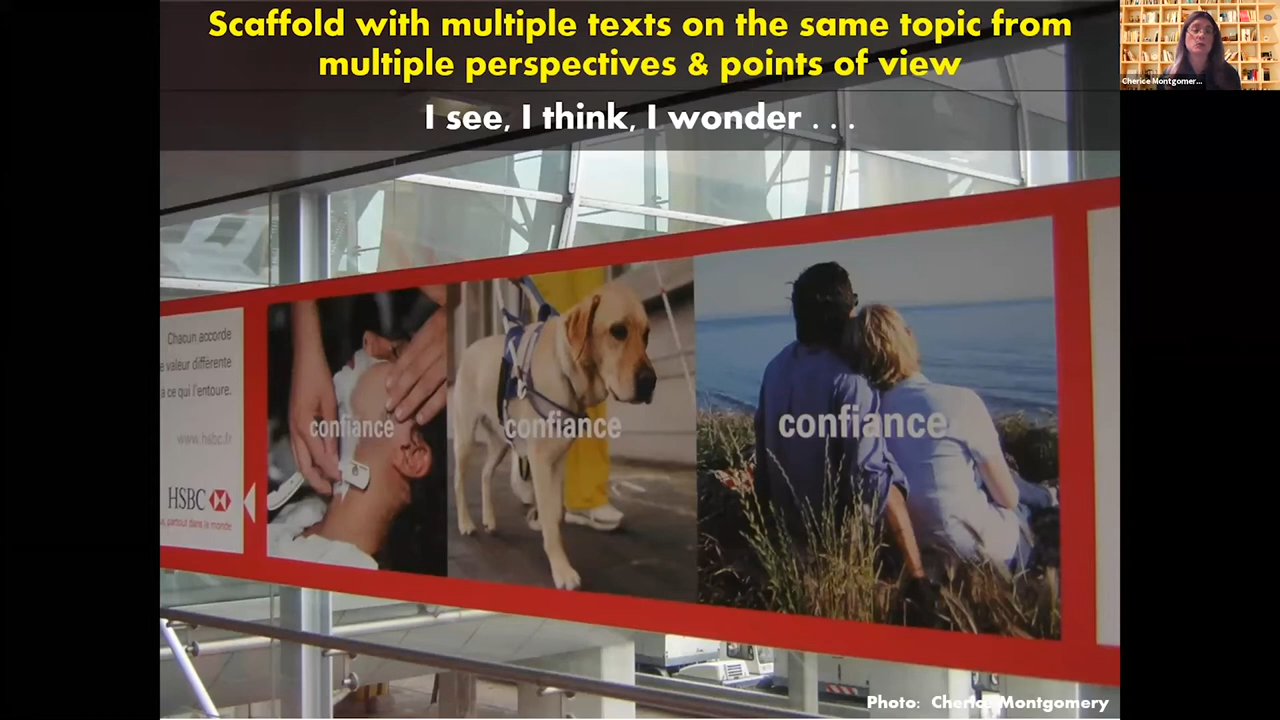 Scaffold with multiple texts on the same topic from
multiple perspectives & points of view
I see, I think, I wonder . . .
Cherice Montgomer...
Chacun accorde
e valeur différente
à ce qui l'entoure.
www.hsbc.fr
HSBC
, partout dans le monde
confiance
confiance
confiance
Photo: Cherice Montgomery